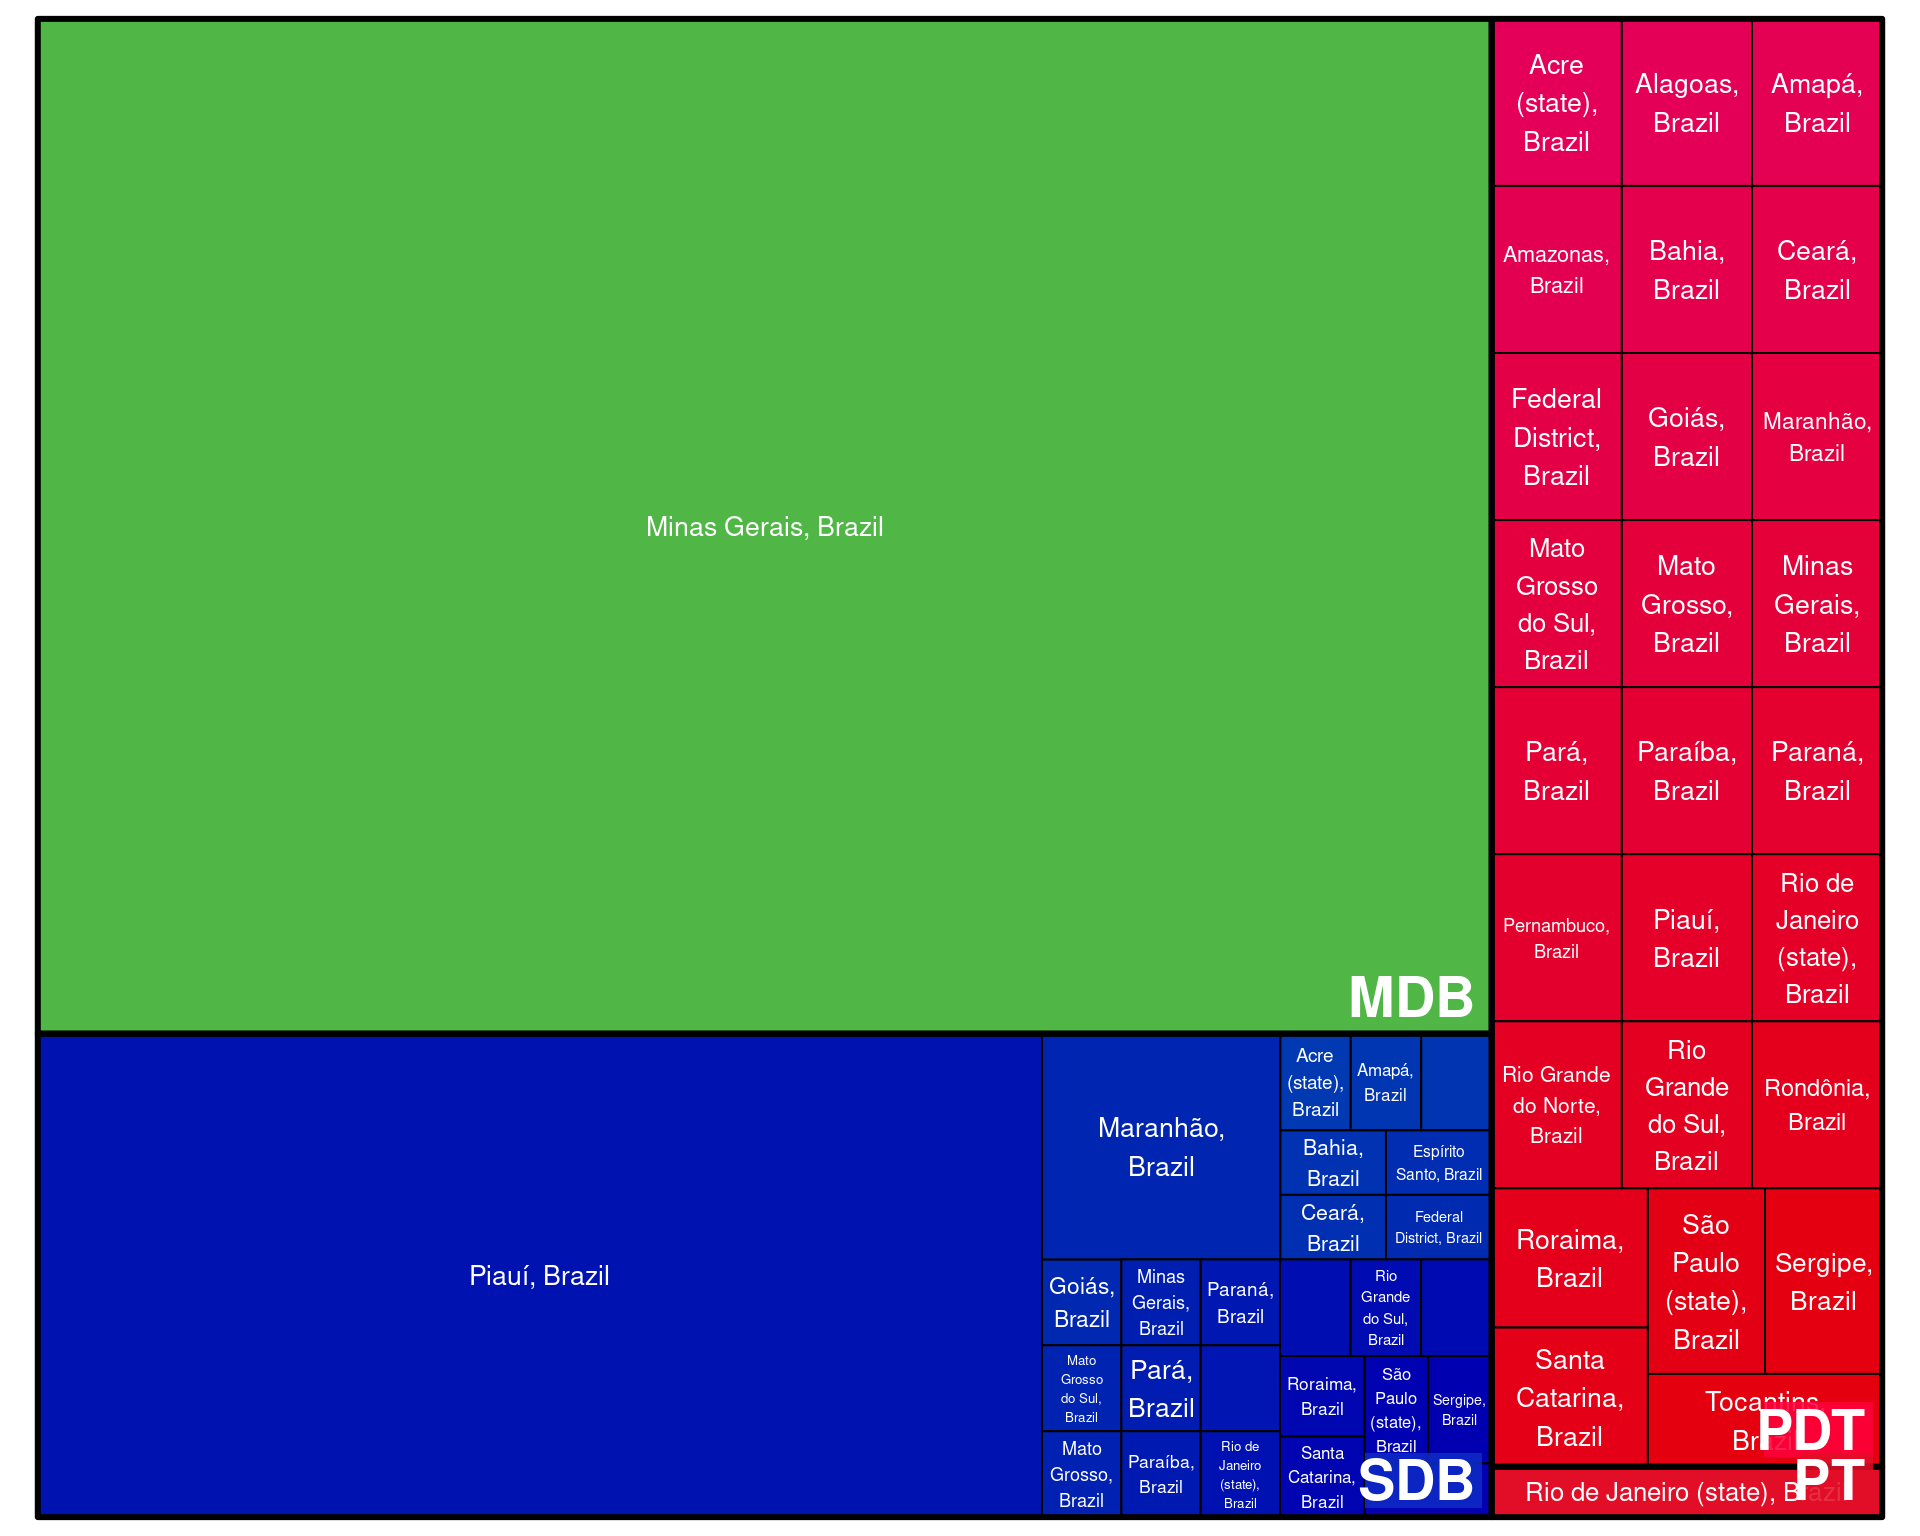 Minas Gerais, Brazil
MDB
Piauí, Brazil
Maranhão,
Brazil
Goiás,
Brazil
Minas
Gerais,
Brazil
Paraná,
Brazil
Mato
Grosso
do Sul,
Brazil
Pará,
Brazil
Mato
Grosso,
Brazil
Paraíba,
Brazil
Rio de
Janeiro
(state),
Brazil
Acre
(state),
Brazil
Amapá,
Brazil
Bahia,
Brazil
Espírito
Santo, Brazil
Ceará,
Brazil
Federal
District, Brazil
Rio
Grande
do Sul,
Brazil
Roraima,
Brazil
São
Paulo
(state),
Brazil
Sergipe,
Brazil
Santa
Catarina,
Brazil
SDB
Acre
(state),
Brazil
Alagoas,
Brazil
Amapá,
Brazil
Amazonas,
Brazil
Bahia,
Brazil
Ceará,
Brazil
Federal
District,
Brazil
Goiás,
Brazil
Maranhão,
Brazil
Mato
Grosso
do Sul,
Brazil
Mato
Grosso,
Brazil
Minas
Gerais,
Brazil
Pará,
Brazil
Paraíba,
Brazil
Paraná,
Brazil
Pernambuco,
Brazil
Piauí,
Brazil
Rio de
Janeiro
(state),
Brazil
Rio Grande
do Norte,
Brazil
Rio
Grande
do Sul,
Brazil
Rondônia,
Brazil
Roraima,
Brazil
São
Paulo
(state),
Brazil
Sergipe,
Brazil
Santa
Catarina,
Brazil
Tocantins,
Brazil
PDT
Rio de Janeiro (state), Brazil
PT